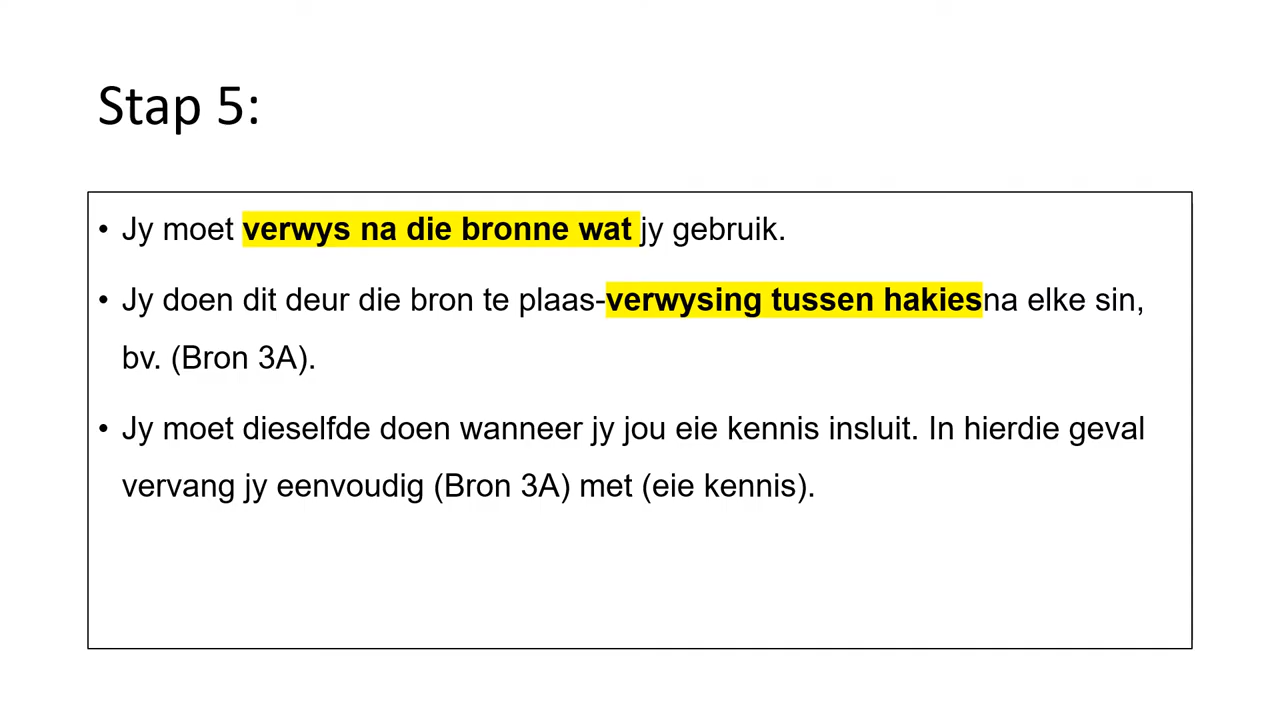 Stap 5:
• Jy moet verwys na die bronne wat jy gebruik.
• Jy doen dit deur die bron te plaas-verwysing tussen hakiesna elke sin,
bv. (Bron 3A).
• Jy moet dieselfde doen wanneer jy jou eie kennis insluit. In hierdie geval
vervang jy eenvoudig (Bron 3A) met (eie kennis).